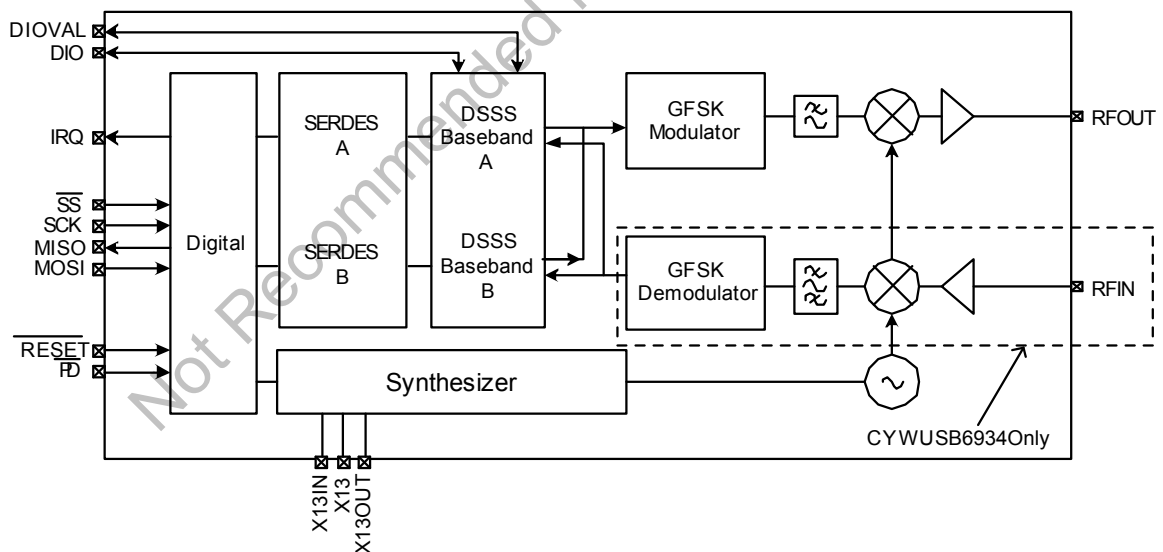 Not Recommended
DIOVAL
DIO
IRQ
SS
SCK
MISO
MOSI
RESET
PD
Digital
SERDES
A
SERDES
B
DSSS
Baseband
A
DSSS
Baseband
B
GFSK
Modulator
GFSK
Demodulator
RFOUT
RFIN
Synthesizer
CYWUSB6934Only
X13IN
X13
X13OUT